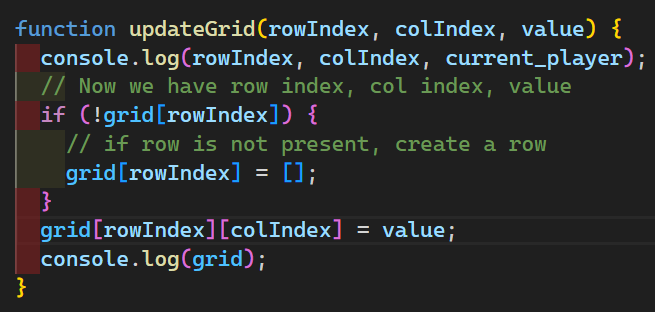 function updateGrid(rowIndex, colIndex, value) {
  console.log(rowIndex, colIndex, current_player);
  // Now we have row index, col index, value
  if (!grid[rowIndex]) {
    // if row is not present, create a row
    grid[rowIndex] = [];
  }
  grid[rowIndex][colIndex] = value;
  console.log(grid);
}